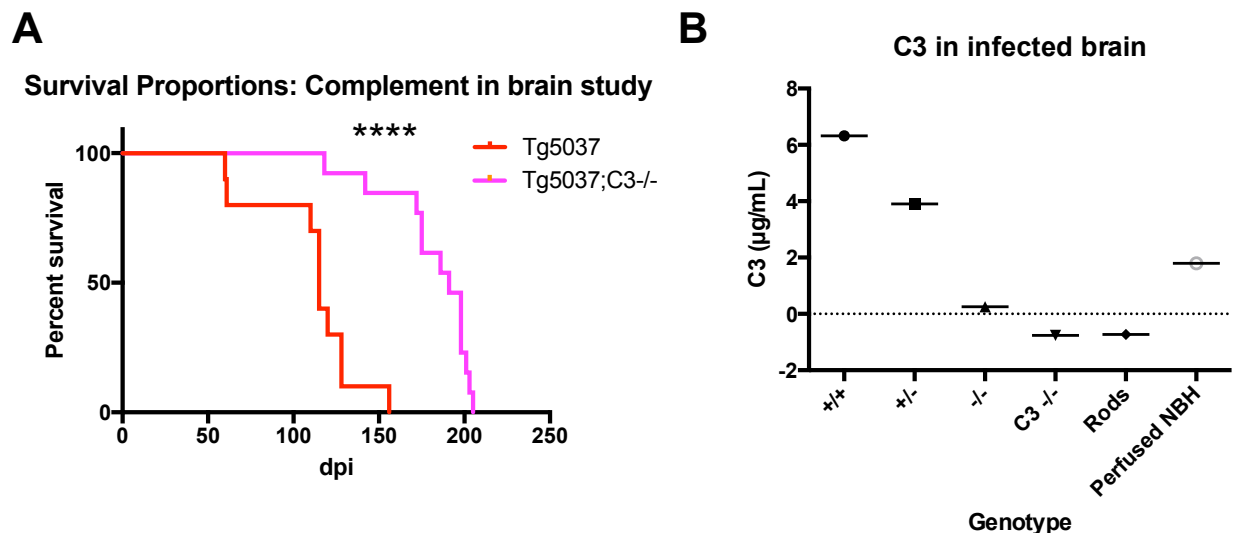 A
Survival Proportions: Complement in brain study
****
Tg5037
Tg5037;C3-/-
Percent survival
100
50
0
0 50 100 150 200 250
dpi
B
C3 in infected brain
C3 (µg/mL)
8
6
4
2
0
-2
+/+ +/- -/- C3 -/- Rods Perfused NBH
Genotype